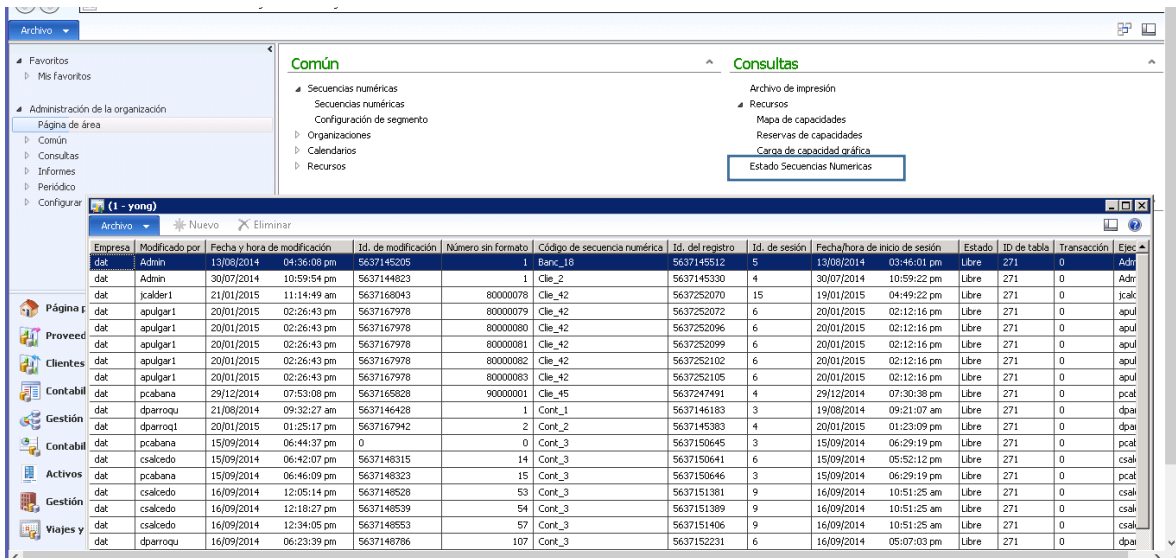 Archivo
Favoritos
Mis favoritos
Administración de la organización
Página de área
Común
Consultas
Informes
Periódico
Configurar
Común
Secuencias numéricas
Secuencias numéricas
Configuración de segmento
Organizaciones
Calendarios
Recursos
Consultas
Archivo de impresión
Recursos
Mapa de capacidades
Reservas de capacidades
Carga de capacidad gráfica
Estado Secuencias Numericas
Página p
Proveed
Clientes
Contabil
Gestión
Contabil
Activos
Gestión
Viajes y
(1 - yong)
Archivo Nuevo Eliminar
Empresa Modificado por Fecha y hora de modificación Id. de modificación Número sin formato Código de secuencia numérica Id. del registro Id. de sesión Fecha/hora de inicio de sesión Estado ID de tabla Transacción Ejec
dat Admin 13/08/2014 04:36:08 pm 5637145205 1 Banc_18 5637145512 5 13/08/2014 03:46:01 pm Libre 271 0 Adm
dat Admin 30/07/2014 10:59:54 pm 5637144823 1 Clie_2 5637145330 4 30/07/2014 10:59:22 pm Libre 271 0 Adm
dat jcalder1 21/01/2015 11:14:49 am 5637168043 80000078 Clie_42 5637252070 15 19/01/2015 04:49:22 pm Libre 271 0 jcalc
dat apulgar1 20/01/2015 02:26:43 pm 5637167978 80000079 Clie_42 5637252072 6 20/01/2015 02:12:16 pm Libre 271 0 apul
dat apulgar1 20/01/2015 02:26:43 pm 5637167978 80000080 Clie_42 5637252096 6 20/01/2015 02:12:16 pm Libre 271 0 apul
dat apulgar1 20/01/2015 02:26:43 pm 5637167978 80000081 Clie_42 5637252099 6 20/01/2015 02:12:16 pm Libre 271 0 apul
dat apulgar1 20/01/2015 02:26:43 pm 5637167978 80000082 Clie_42 5637252102 6 20/01/2015 02:12:16 pm Libre 271 0 apul
dat apulgar1 20/01/2015 02:26:43 pm 5637167978 80000083 Clie_42 5637252105 6 20/01/2015 02:12:16 pm Libre 271 0 apul
dat pcabana 29/12/2014 07:53:08 pm 5637165828 90000001 Clie_45 5637247491 4 29/12/2014 07:30:38 pm Libre 271 0 pcab
dat dparroqu 21/08/2014 09:32:27 am 5637146428 1 Cont_1 5637146183 3 19/08/2014 09:21:07 am Libre 271 0 dpar
dat dparroq1 20/01/2015 01:25:17 pm 5637167942 2 Cont_2 5637145383 4 20/01/2015 01:23:09 pm Libre 271 0 dpar
dat pcabana 15/09/2014 06:44:37 pm 0 0 Cont_3 5637150645 3 15/09/2014 06:29:19 pm Libre 271 0 pcab
dat csalcedo 15/09/2014 06:42:07 pm 5637148315 14 Cont_3 5637150641 6 15/09/2014 05:52:12 pm Libre 271 0 csal
dat pcabana 15/09/2014 06:46:09 pm 5637148323 15 Cont_3 5637150646 3 15/09/2014 06:29:19 pm Libre 271 0 pcab
dat csalcedo 16/09/2014 12:05:14 pm 5637148528 53 Cont_3 5637151381 9 16/09/2014 10:51:25 am Libre 271 0 csal
dat csalcedo 16/09/2014 12:18:27 pm 5637148539 54 Cont_3 5637151389 9 16/09/2014 10:51:25 am Libre 271 0 csal
dat csalcedo 16/09/2014 12:34:05 pm 5637148553 57 Cont_3 5637151406 9 16/09/2014 10:51:25 am Libre 271 0 csal
dat dparroqu 16/09/2014 06:23:39 pm 5637148786 107 Cont_3 5637152231 6 16/09/2014 05:07:03 pm Libre 271 0 dpar